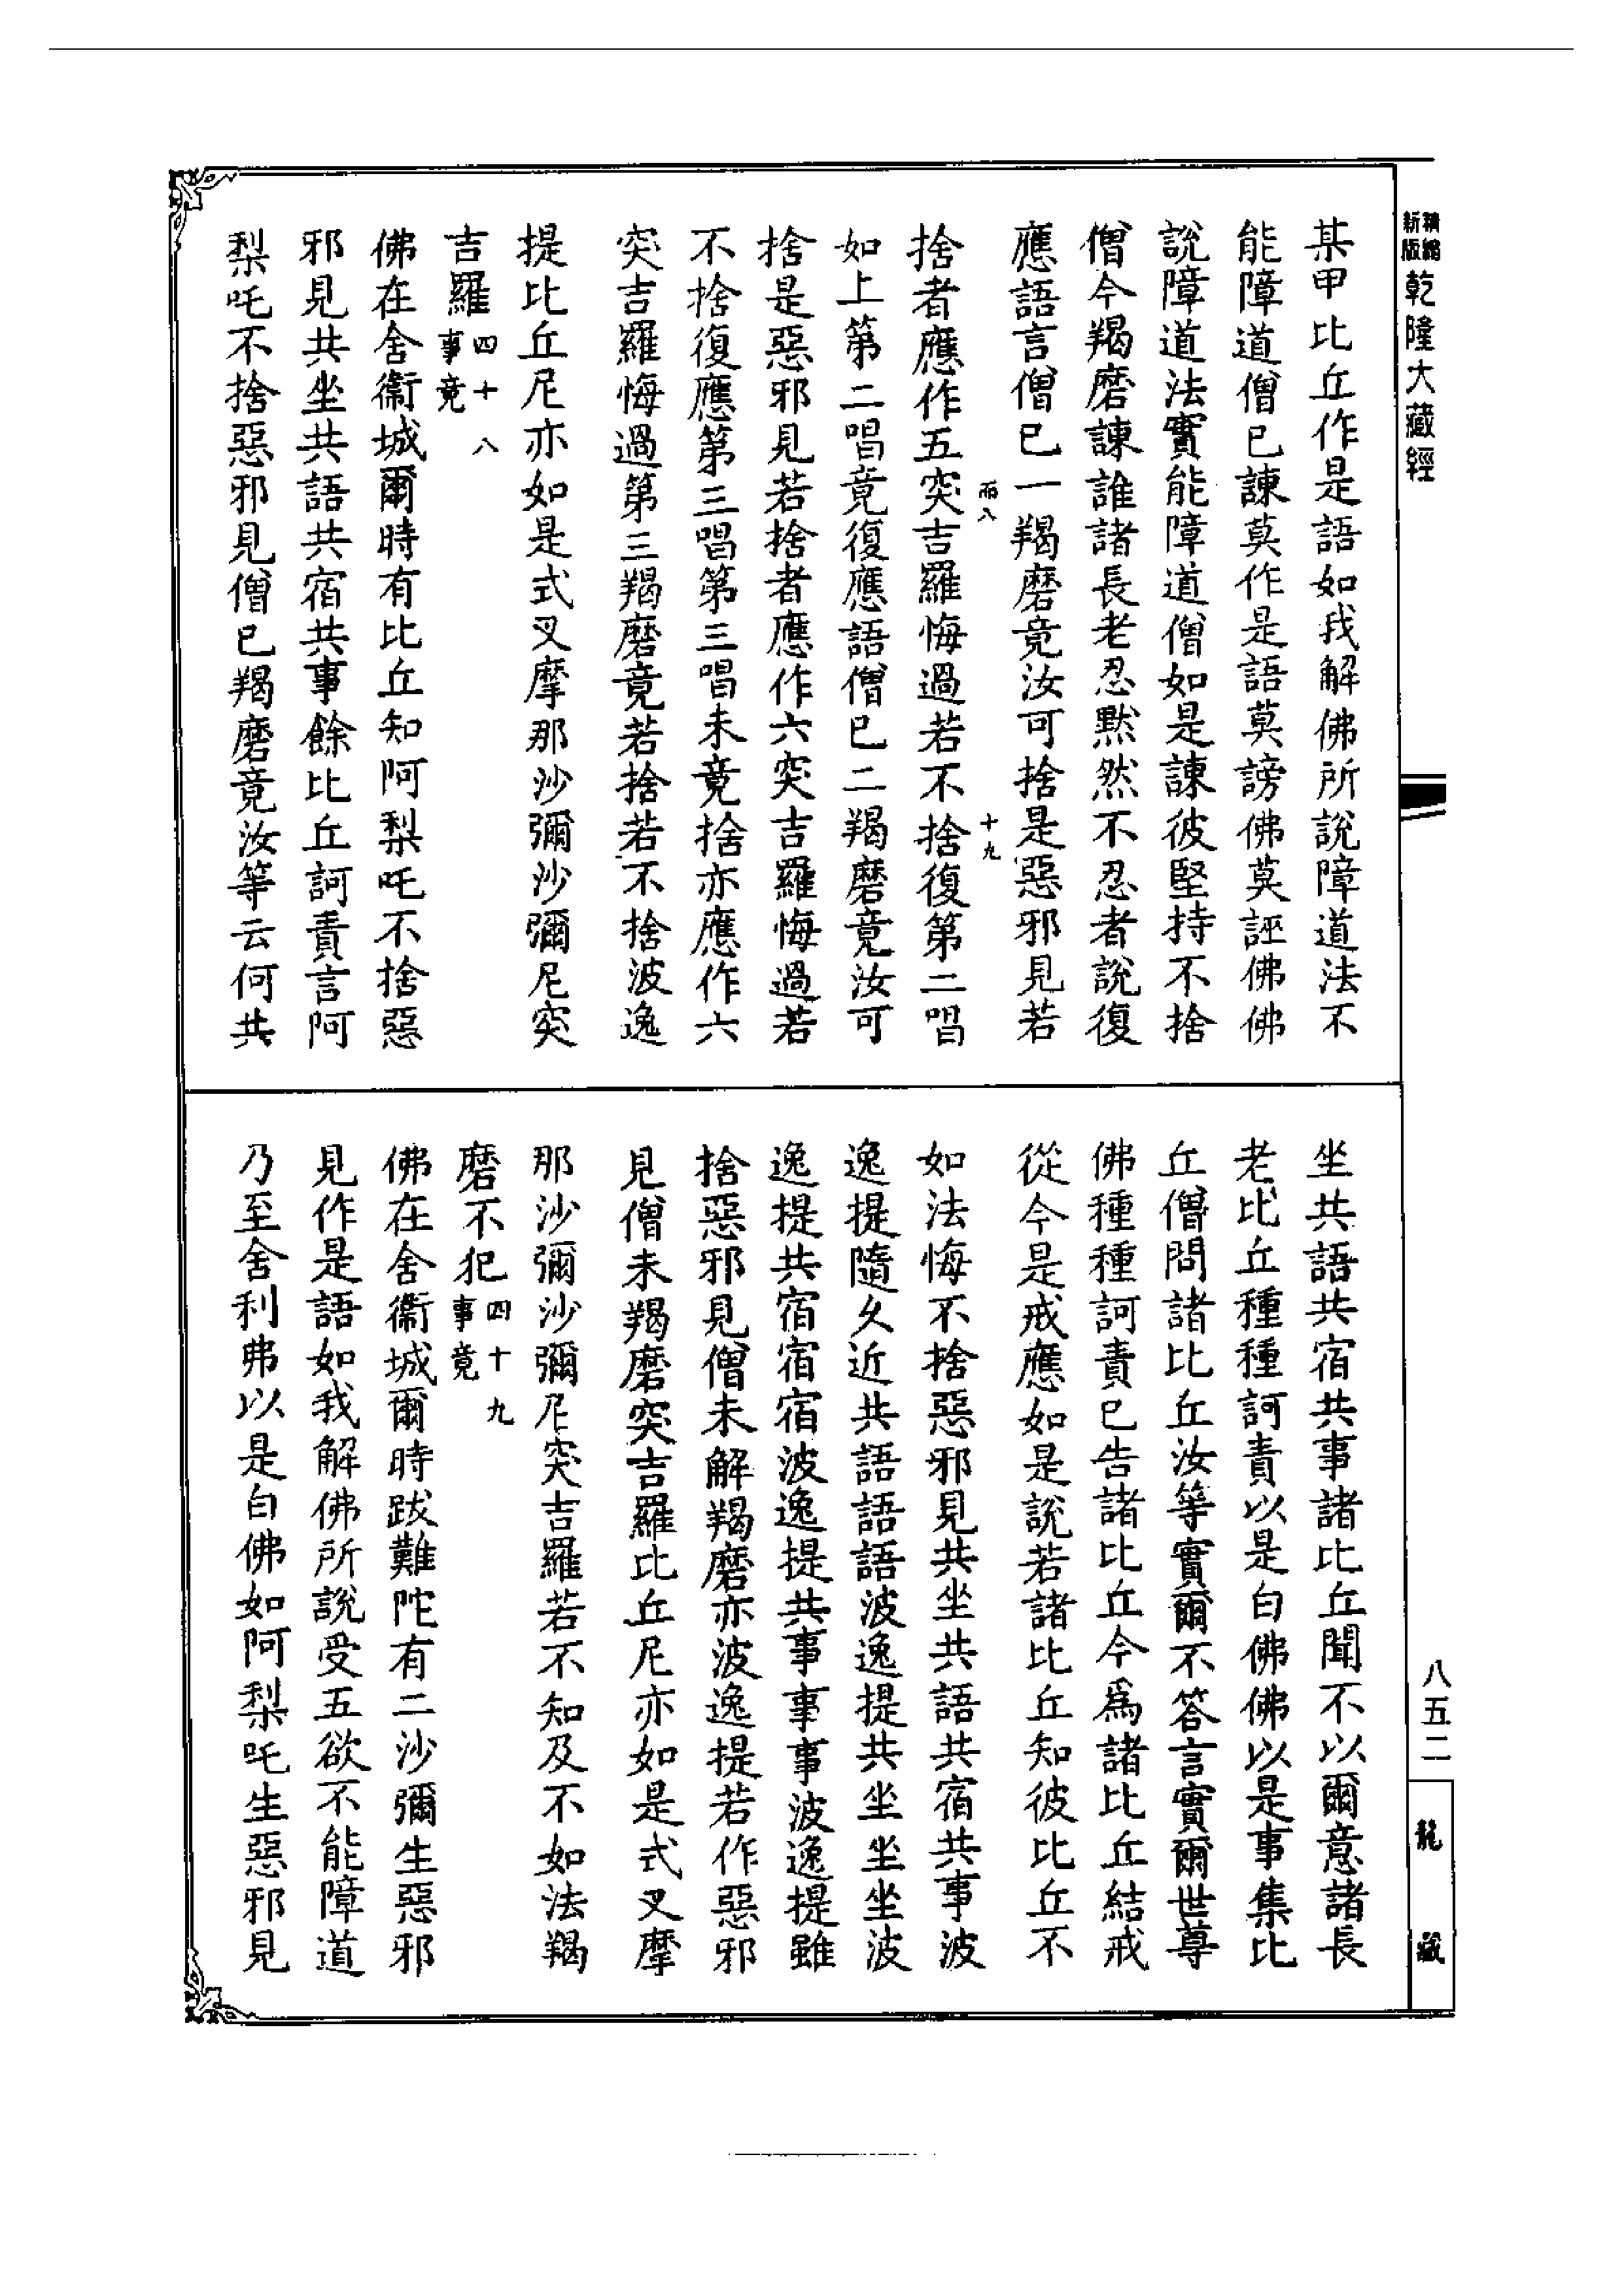 精縮新版 乾隆大藏經
某甲比丘作是語如我解佛所說障道法不
能障道僧已諫莫作是語莫謗佛莫誣佛佛
說障道法實能障道僧如是諫彼堅持不捨
僧今羯磨諫誰諸長老忍默然不忍者說復
應語言僧已一羯磨竟汝可捨是惡邪見若
雨八 十九
捨者應作五突吉羅悔過若不捨復第二唱
如上第二唱竟復應語僧已二羯磨竟汝可
捨是惡邪見若捨者應作六突吉羅悔過若
不捨復應第三唱第三唱未竟捨亦應作六
突吉羅悔過第三羯磨竟若捨若不捨波逸
提比丘尼亦如是式叉摩那沙彌沙彌尼突
吉羅四十八事竟
佛在舍衞城爾時有比丘知阿梨吒不捨惡
邪見共坐共語共宿共事餘比丘訶責言阿
梨吒不捨惡邪見僧已羯磨竟汝等云何共
坐共語共宿共事諸比丘聞不以爾意諸長
老比丘種種訶責以是白佛佛以是事集比
丘僧問諸比丘汝等實爾不答言實爾世尊
佛種種訶責已告諸比丘今爲諸比丘結戒
從今是戒應如是說若諸比丘知彼比丘不
如法悔不捨惡邪見共坐共語共宿共事波
逸提隨久近共語語語波逸提共坐坐坐波
逸提共宿宿宿波逸提共事事事波逸提雖
捨惡邪見僧未解羯磨亦波逸提若作惡邪
見僧未羯磨突吉羅比丘尼亦如是式叉摩
那沙彌沙彌尼突吉羅若不知及不如法羯
磨不犯四十九事竟
佛在舍衞城爾時跋難陀有二沙彌生惡邪
見作是語如我解佛所說受五欲不能障道
乃至舍利弗以是白佛如阿梨吒生惡邪見
八五二
龍藏